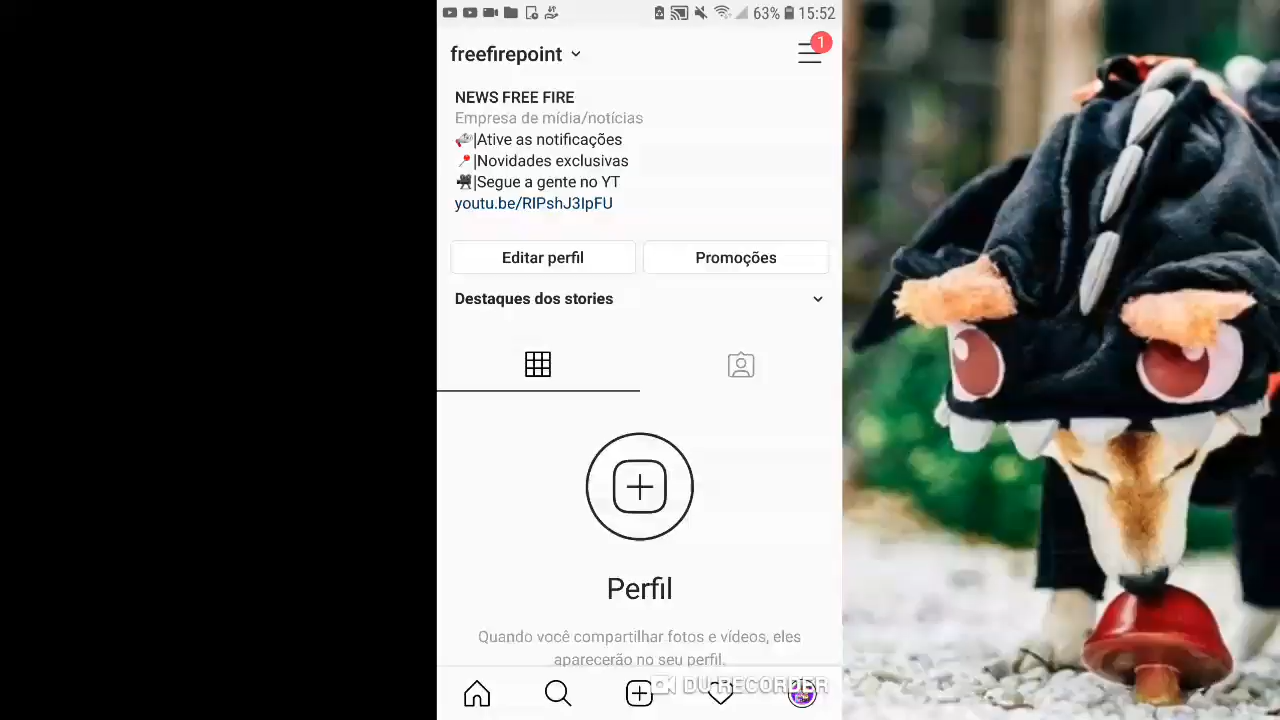 63% 15:52
freefirepoint
1
NEWS FREE FIRE
Empresa de mídia/notícias
|Ative as notificações
|Novidades exclusivas
|Segue a gente no YT
youtu.be/RIPshJ3IpFU
Editar perfil
Promoções
Destaques dos stories
Perfil
Quando você compartilhar fotos e vídeos, eles
aparecerão no seu perfil.
DU RECORDER